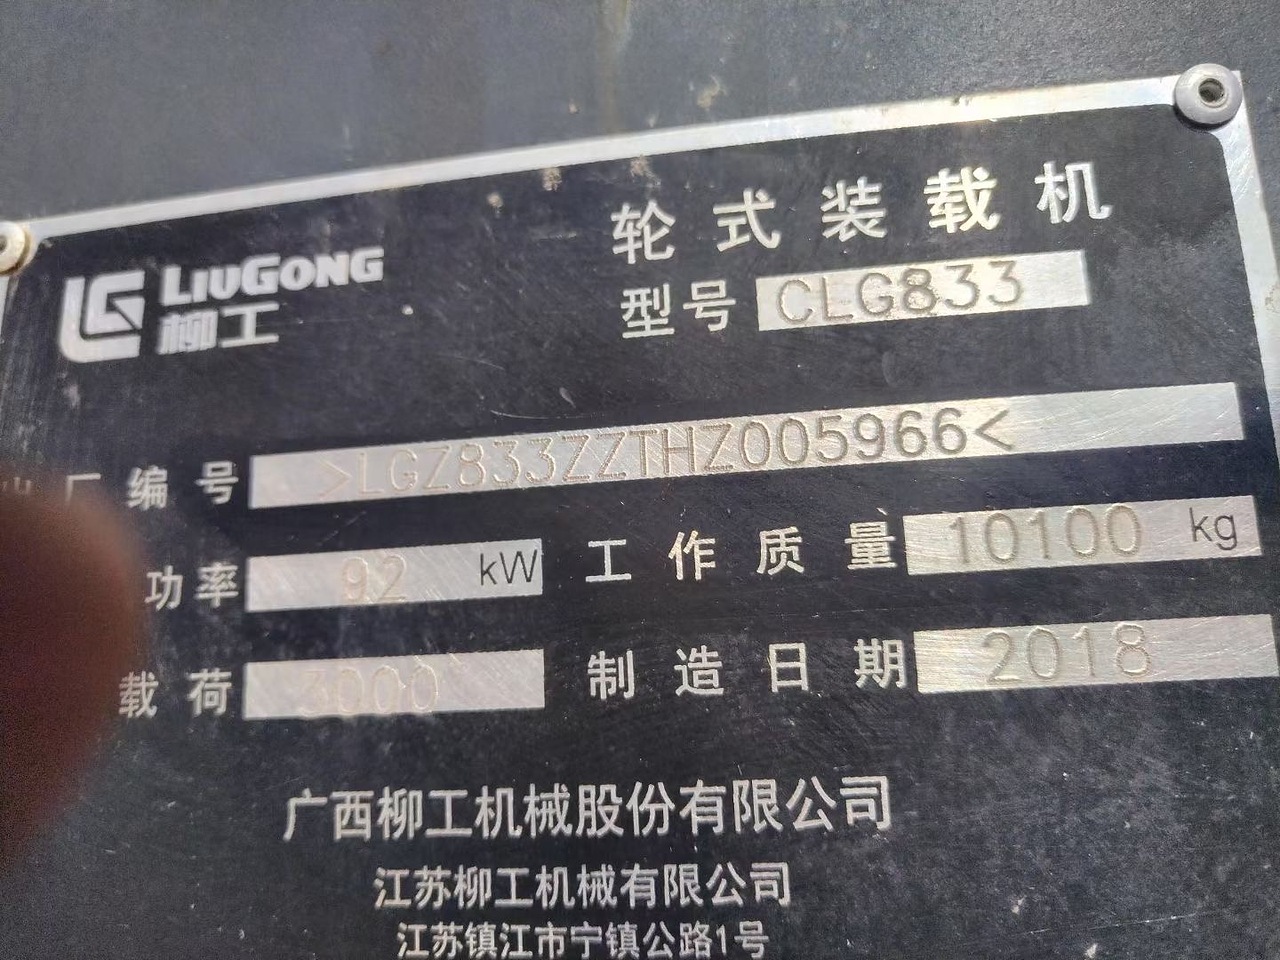 LIUGONG
柳工
轮式装载机
型号 CLG833
厂编号 >LGZ833ZZTHZ005966<
功率 92 kW 工作质量 10100 kg
载荷 3000 制造日期 2018
广西柳工机械股份有限公司
江苏柳工机械有限公司
江苏镇江市宁镇公路1号